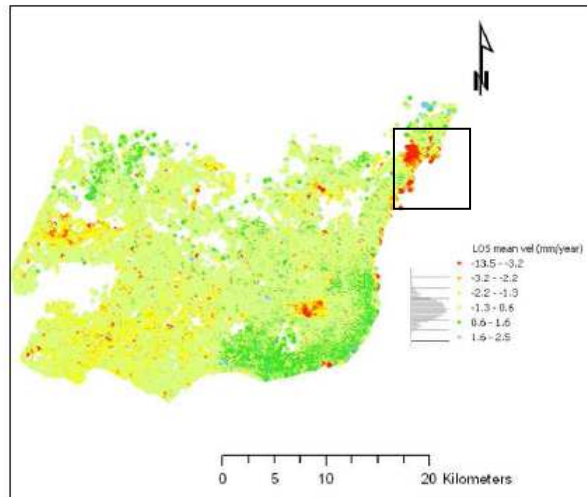 N
LOS mean vel (mm/year)
-13.5 - -3.2
-3.2 - -2.2
-2.2 - -1.3
-1.3 - 0.6
0.6 - 1.6
1.6 - 2.5
0 5 10 20 Kilometers